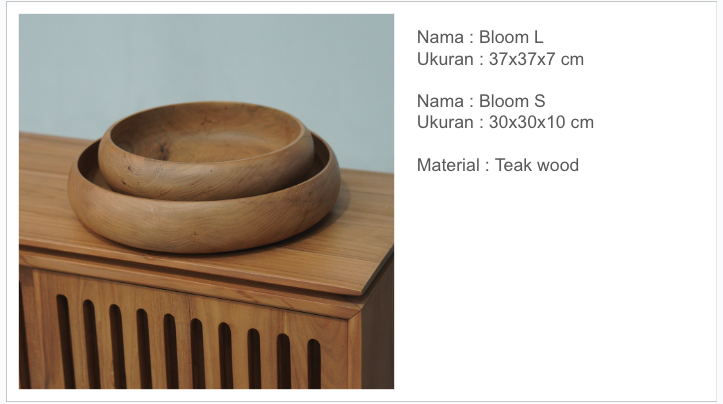 Nama : Bloom L
Ukuran : 37x37x7 cm
Nama : Bloom S
Ukuran : 30x30x10 cm
Material : Teak wood